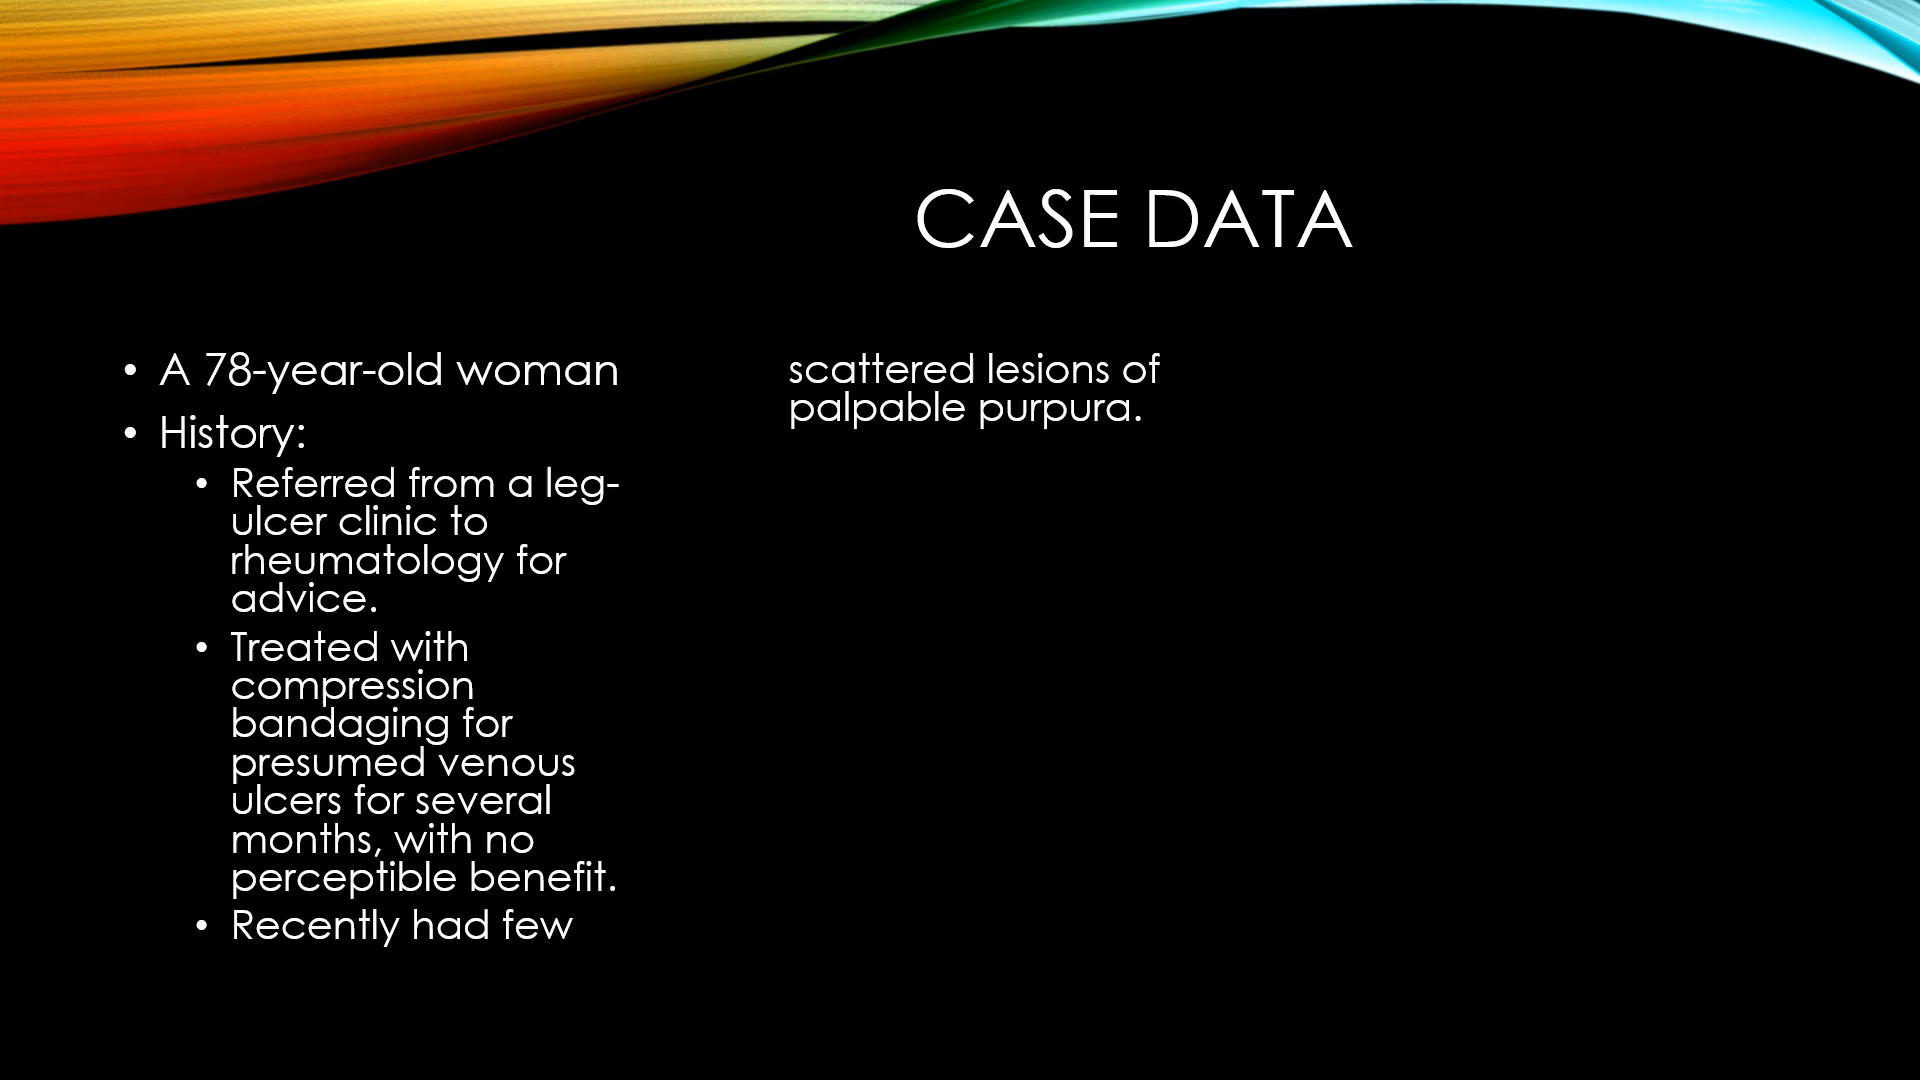 CASE DATA
• A 78-year-old woman
• History:
• Referred from a leg-
ulcer clinic to
rheumatology for
advice.
• Treated with
compression
bandaging for
presumed venous
ulcers for several
months, with no
perceptible benefit.
• Recently had few
scattered lesions of
palpable purpura.